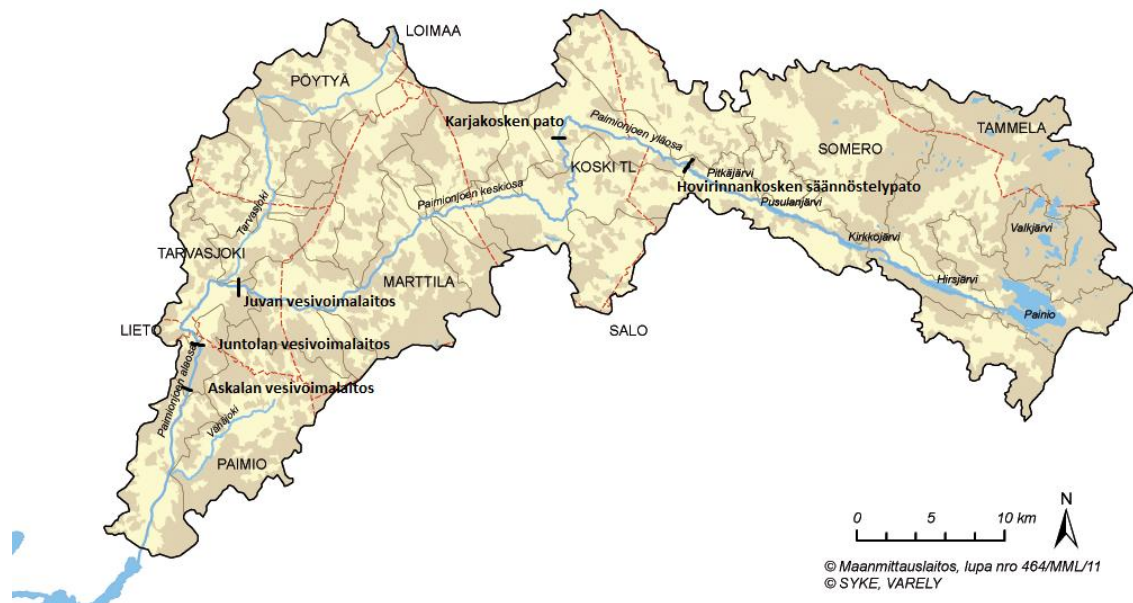 LOIMAA
PÖYTYÄ
Karjakosken pato
Paimionjoen yläosa
TAMMELA
SOMERO
KOSKI TL
Pitkäjärvi
Hovirinnankosken säännöstelypato
Paimionjoen keskiosa
Tarvasjoki
Pusulanjärvi
Valkjärvi
Kirkkojärvi
TARVASJOKI
MARTTILA
Hirsjärvi
Juvan vesivoimalaitos
Painio
LIETO
SALO
Juntolan vesivoimalaitos
Paimionjoen alaosa
Askalan vesivoimalaitos
Vähäjoki
PAIMIO
N
0 5 10 km
© Maanmittauslaitos, lupa nro 464/MML/11
© SYKE, VARELY